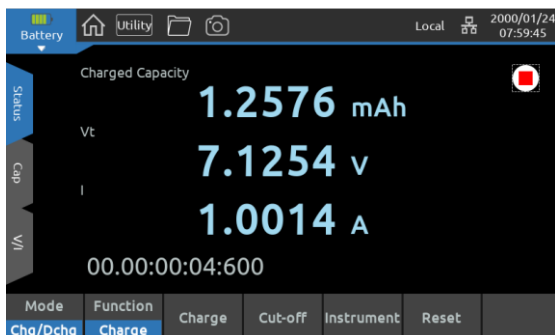 Battery Utility Local 2000/01/24
07:59:45
Status
Cap
V/I
Charged Capacity
1.2576 mAh
Vt
7.1254 V
I
1.0014 A
00.00:00:04:600
Mode Function Charge Cut-off Instrument Reset
Chg/Dchg Charge